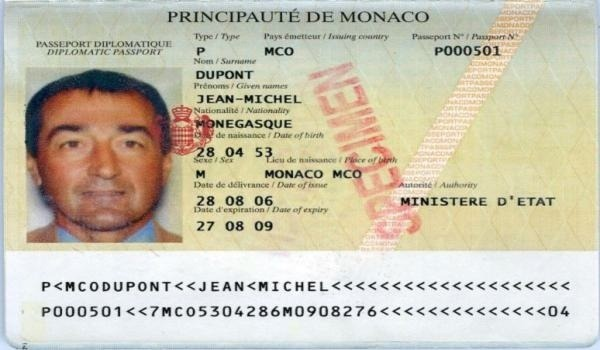 PRINCIPAUTÉ DE MONACO
PASSEPORT DIPLOMATIQUE
DIPLOMATIC PASSPORT
Type / Type Pays émetteur / Issuing country Passeport N° / Passport N°
P MCO P000501
Nom / Surname
DUPONT
Prénoms / Given names
JEAN-MICHEL
Nationalité / Nationality
MONEGASQUE
Date de naissance / Date of birth
28 04 53
Sexe / Sex Lieu de naissance / Place of birth
M MONACO MCO
Date de délivrance / Date of issue Autorité / Authority
28 08 06 MINISTERE D'ETAT
Date d'expiration / Date of expiry
27 08 09
SPECIMEN
P<MCODUPONT<<JEAN<MICHEL<<<<<<<<<<<<<<<<<<<<
P000501<<7MCO5304286M0908276<<<<<<<<<<<<<<04